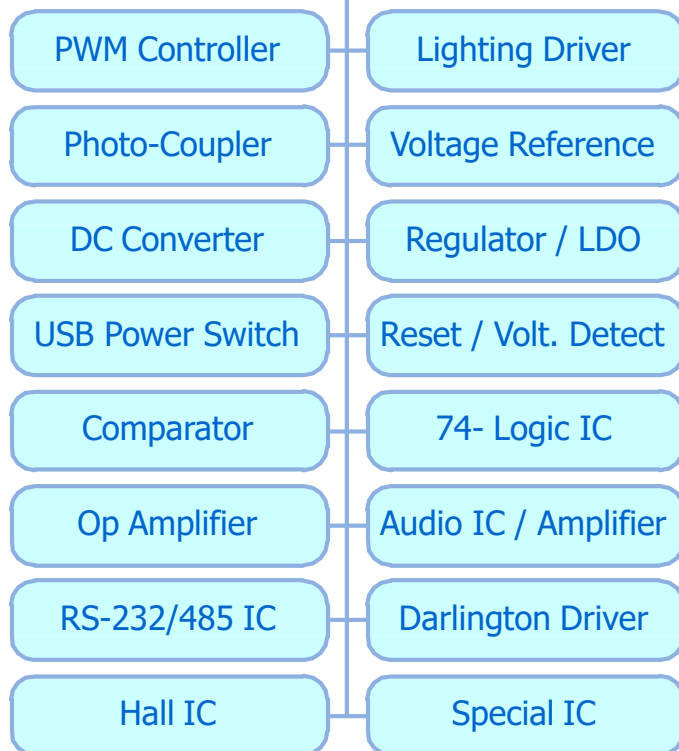 PWM Controller
Lighting Driver
Photo-Coupler
Voltage Reference
DC Converter
Regulator / LDO
USB Power Switch
Reset / Volt. Detect
Comparator
74- Logic IC
Op Amplifier
Audio IC / Amplifier
RS-232/485 IC
Darlington Driver
Hall IC
Special IC